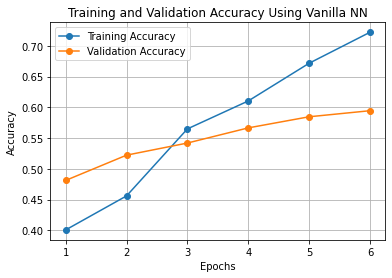 Training and Validation Accuracy Using Vanilla NN
Training Accuracy
Validation Accuracy
Accuracy
0.70
0.65
0.60
0.55
0.50
0.45
0.40
1 2 3 4 5 6
Epochs